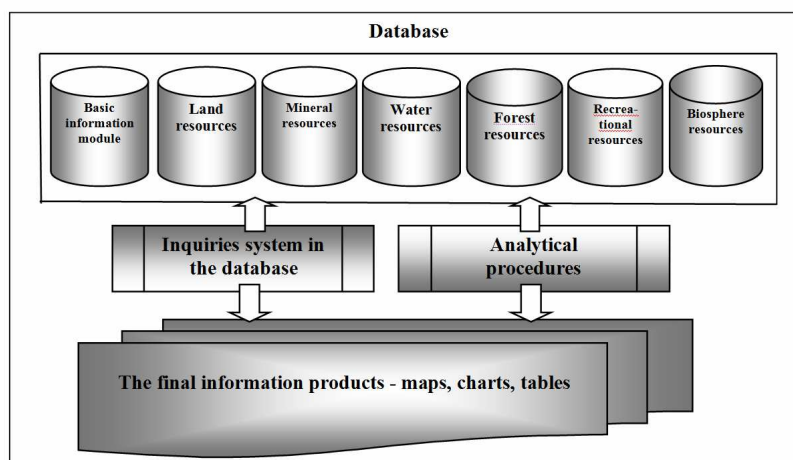 Database
Basic
information
module
Land
resources
Mineral
resources
Water
resources
Forest
resources
Recrea-
tional
resources
Biosphere
resources
Inquiries system in
the database
Analytical
procedures
The final information products - maps, charts, tables